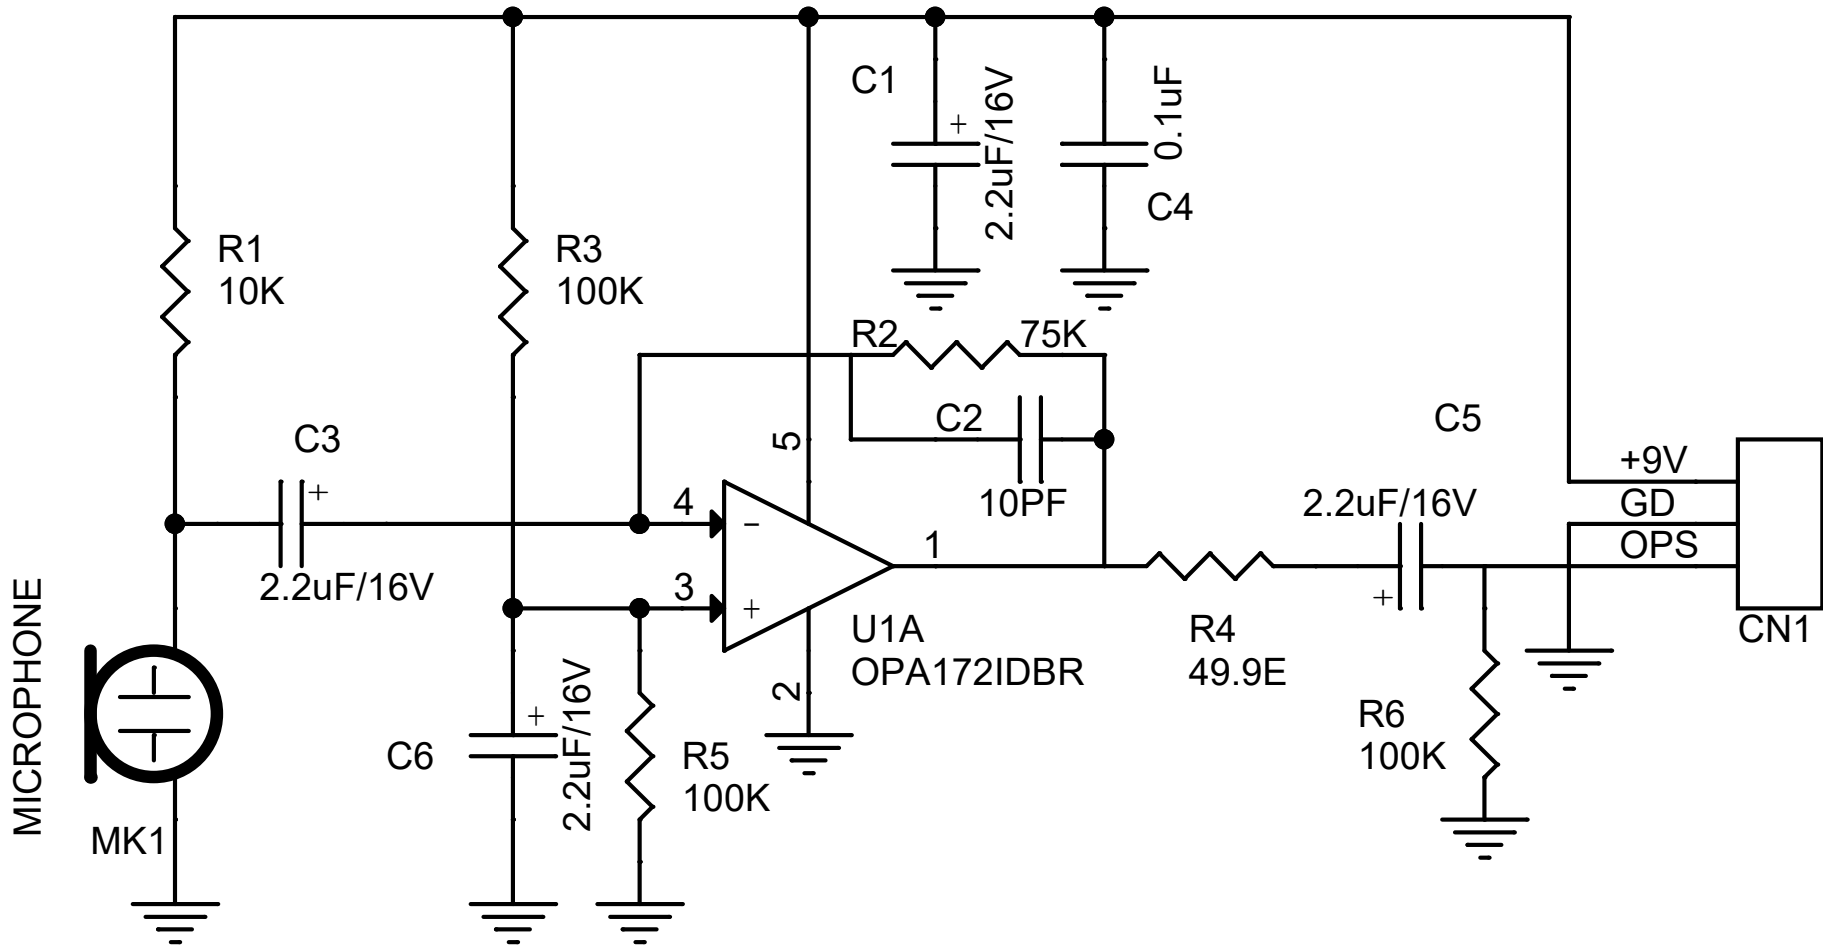 C1
+
2.2uF/16V
0.1uF
C4
R1
10K
R3
100K
R2
75K
C2
10PF
C3
+
2.2uF/16V
5
4
−
3
+
1
2
U1A
OPA172IDBR
C5
2.2uF/16V
+
R4
49.9E
+9V
GD
OPS
CN1
R6
100K
MICROPHONE
MK1
C6
+
2.2uF/16V
R5
100K